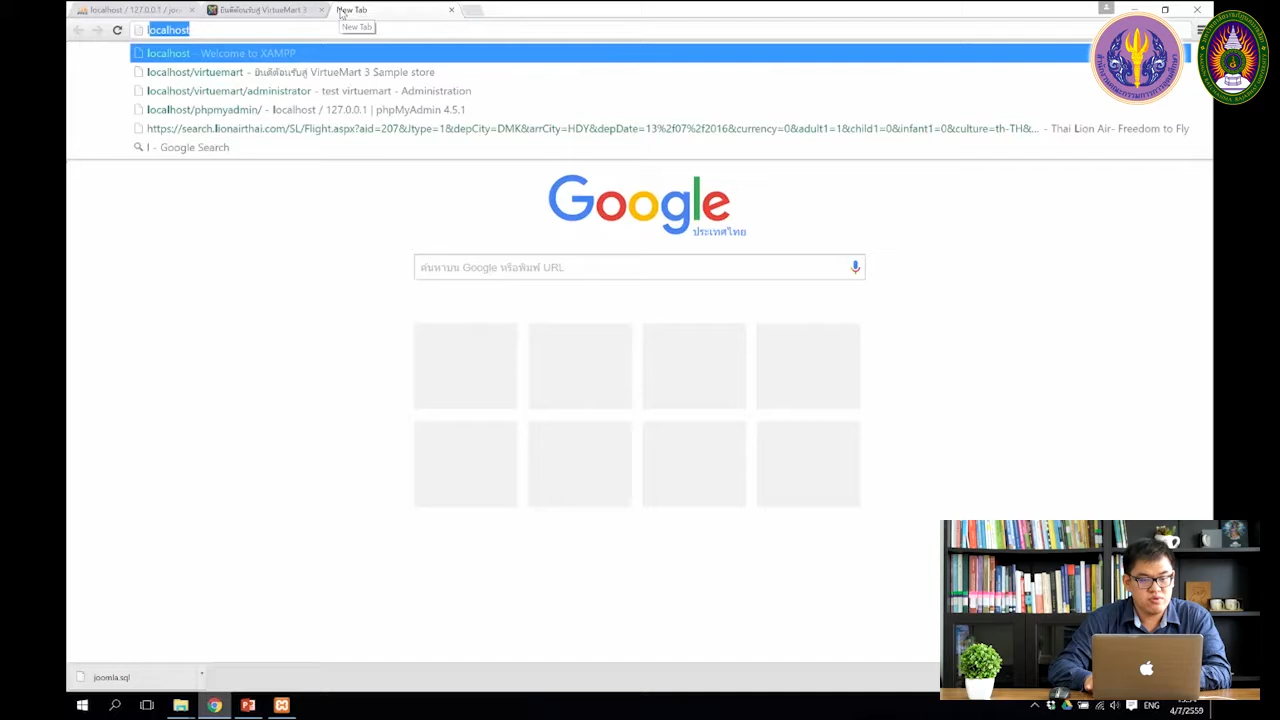 localhost / 127.0.0.1 / joo
ยินดีต้อนรับสู่ VirtueMart 3
New Tab
localhost
New Tab
localhost - Welcome to XAMPP
localhost/virtuemart - ยินดีต้อนรับสู่ VirtueMart 3 Sample store
localhost/virtuemart/administrator - test virtuemart - Administration
localhost/phpmyadmin/ - localhost / 127.0.0.1 | phpMyAdmin 4.5.1
https://search.lionairthai.com/SL/Flight.aspx?aid=207&Jtype=1&depCity=DMK&arrCity=HDY&depDate=13%2f07%2f2016&currency=0&adult1=1&child1=0&infant1=0&culture=th-TH&... - Thai Lion Air- Freedom to Fly
l - Google Search
Google
ประเทศไทย
ค้นหาบน Google หรือพิมพ์ URL
joomla.sql
ENG
4/7/2559